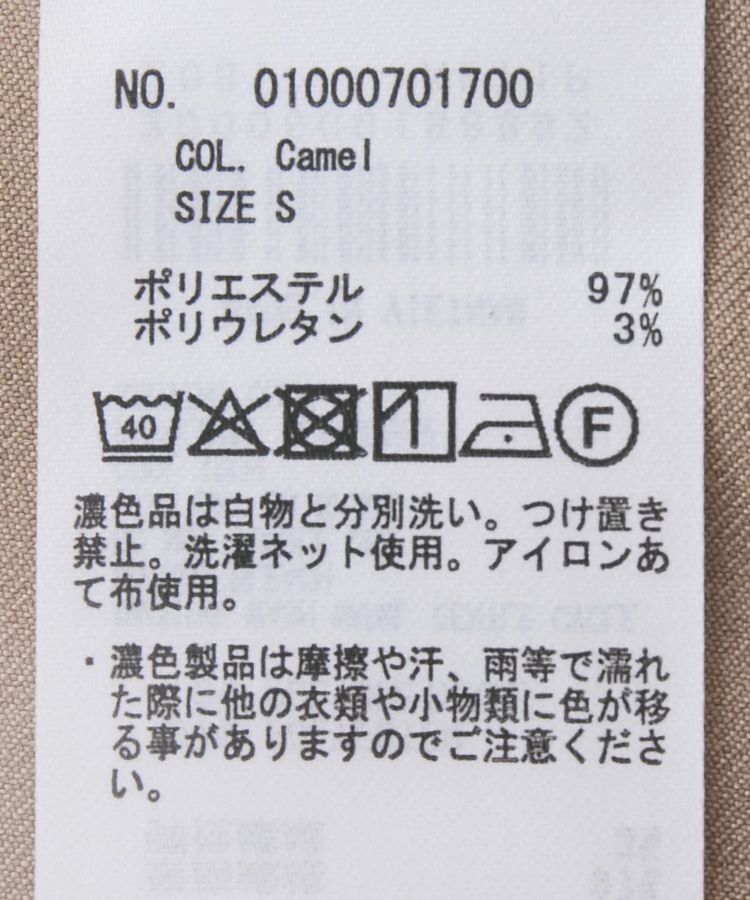 NO. 01000701700
COL. Camel
SIZE S
ポリエステル 97%
ポリウレタン 3%
40 F
濃色品は白物と分別洗い。つけ置き
禁止。洗濯ネット使用。アイロンあ
て布使用。
・濃色製品は摩擦や汗、雨等で濡れ
た際に他の衣類や小物類に色が移
る事がありますのでご注意くださ
い。